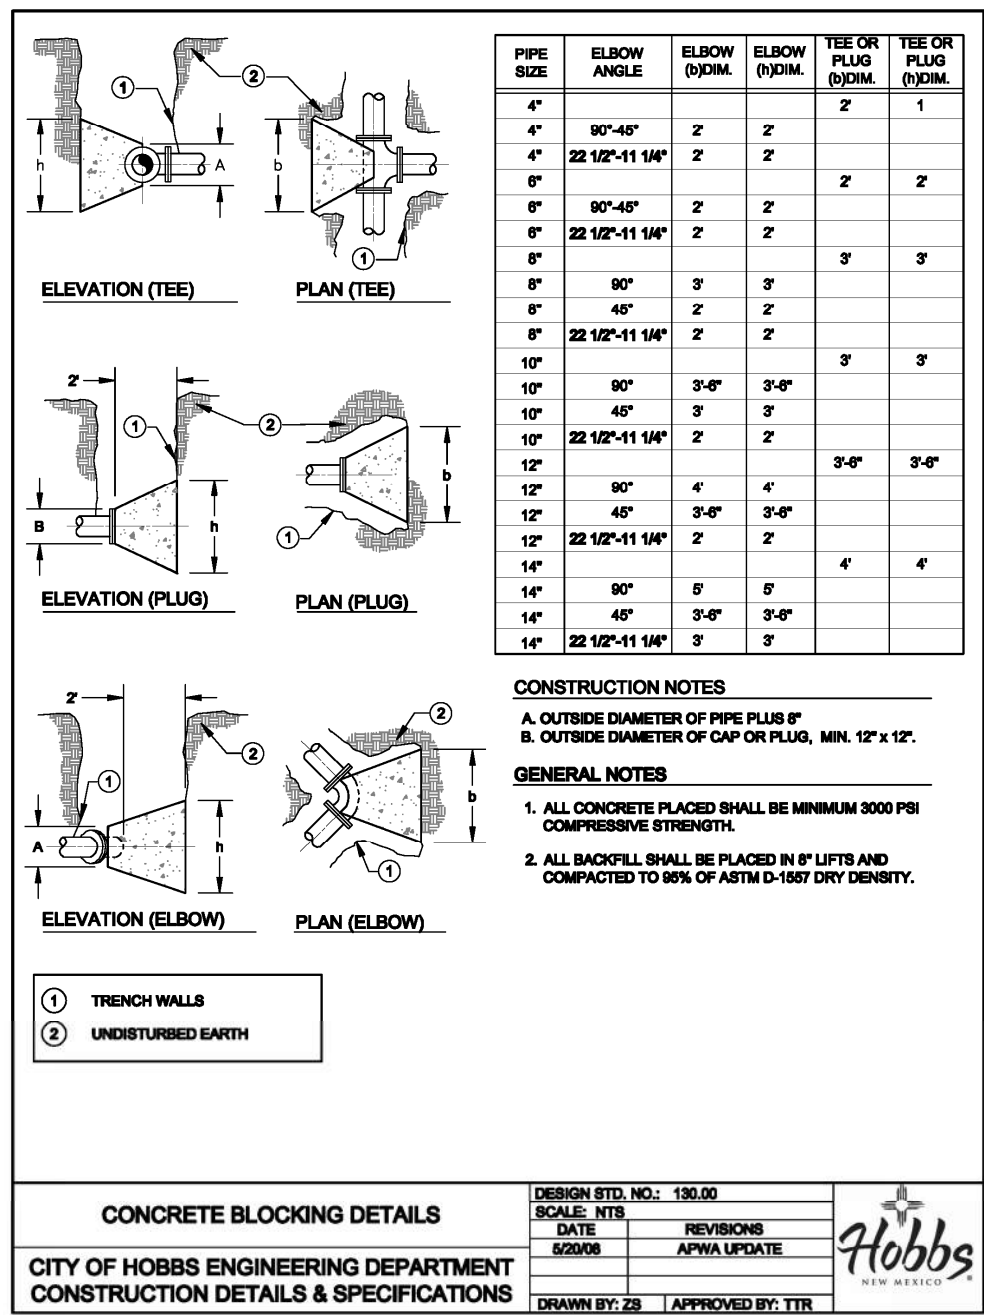 2
1
h
A
b
1
ELEVATION (TEE)
PLAN (TEE)
2'
1
2
B
h
b
1
ELEVATION (PLUG)
PLAN (PLUG)
2'
2
2
1
A
h
b
1
ELEVATION (ELBOW)
PLAN (ELBOW)
1 TRENCH WALLS
2 UNDISTURBED EARTH
PIPE SIZE | ELBOW ANGLE | ELBOW (b)DIM. | ELBOW (h)DIM. | TEE OR PLUG (b)DIM. | TEE OR PLUG (h)DIM.
4" 2' 1
4" 90°-45° 2' 2'
4" 22 1/2°-11 1/4° 2' 2'
6" 2' 2'
6" 90°-45° 2' 2'
6" 22 1/2°-11 1/4° 2' 2'
8" 3' 3'
8" 90° 3' 3'
8" 45° 2' 2'
8" 22 1/2°-11 1/4° 2' 2'
10" 3' 3'
10" 90° 3'-6" 3'-6"
10" 45° 3' 3'
10" 22 1/2°-11 1/4° 2' 2'
12" 3'-6" 3'-6"
12" 90° 4' 4'
12" 45° 3'-6" 3'-6"
12" 22 1/2°-11 1/4° 2' 2'
14" 4' 4'
14" 90° 5' 5'
14" 45° 3'-6" 3'-6"
14" 22 1/2°-11 1/4° 3' 3'
CONSTRUCTION NOTES
A. OUTSIDE DIAMETER OF PIPE PLUS 8"
B. OUTSIDE DIAMETER OF CAP OR PLUG, MIN. 12" x 12".
GENERAL NOTES
1. ALL CONCRETE PLACED SHALL BE MINIMUM 3000 PSI
COMPRESSIVE STRENGTH.
2. ALL BACKFILL SHALL BE PLACED IN 8" LIFTS AND
COMPACTED TO 95% OF ASTM D-1557 DRY DENSITY.
CONCRETE BLOCKING DETAILS
CITY OF HOBBS ENGINEERING DEPARTMENT
CONSTRUCTION DETAILS & SPECIFICATIONS
DESIGN STD. NO.: 130.00
SCALE: NTS
DATE REVISIONS
5/20/06 APWA UPDATE
DRAWN BY: ZS APPROVED BY: TTR
Hobbs
NEW MEXICO